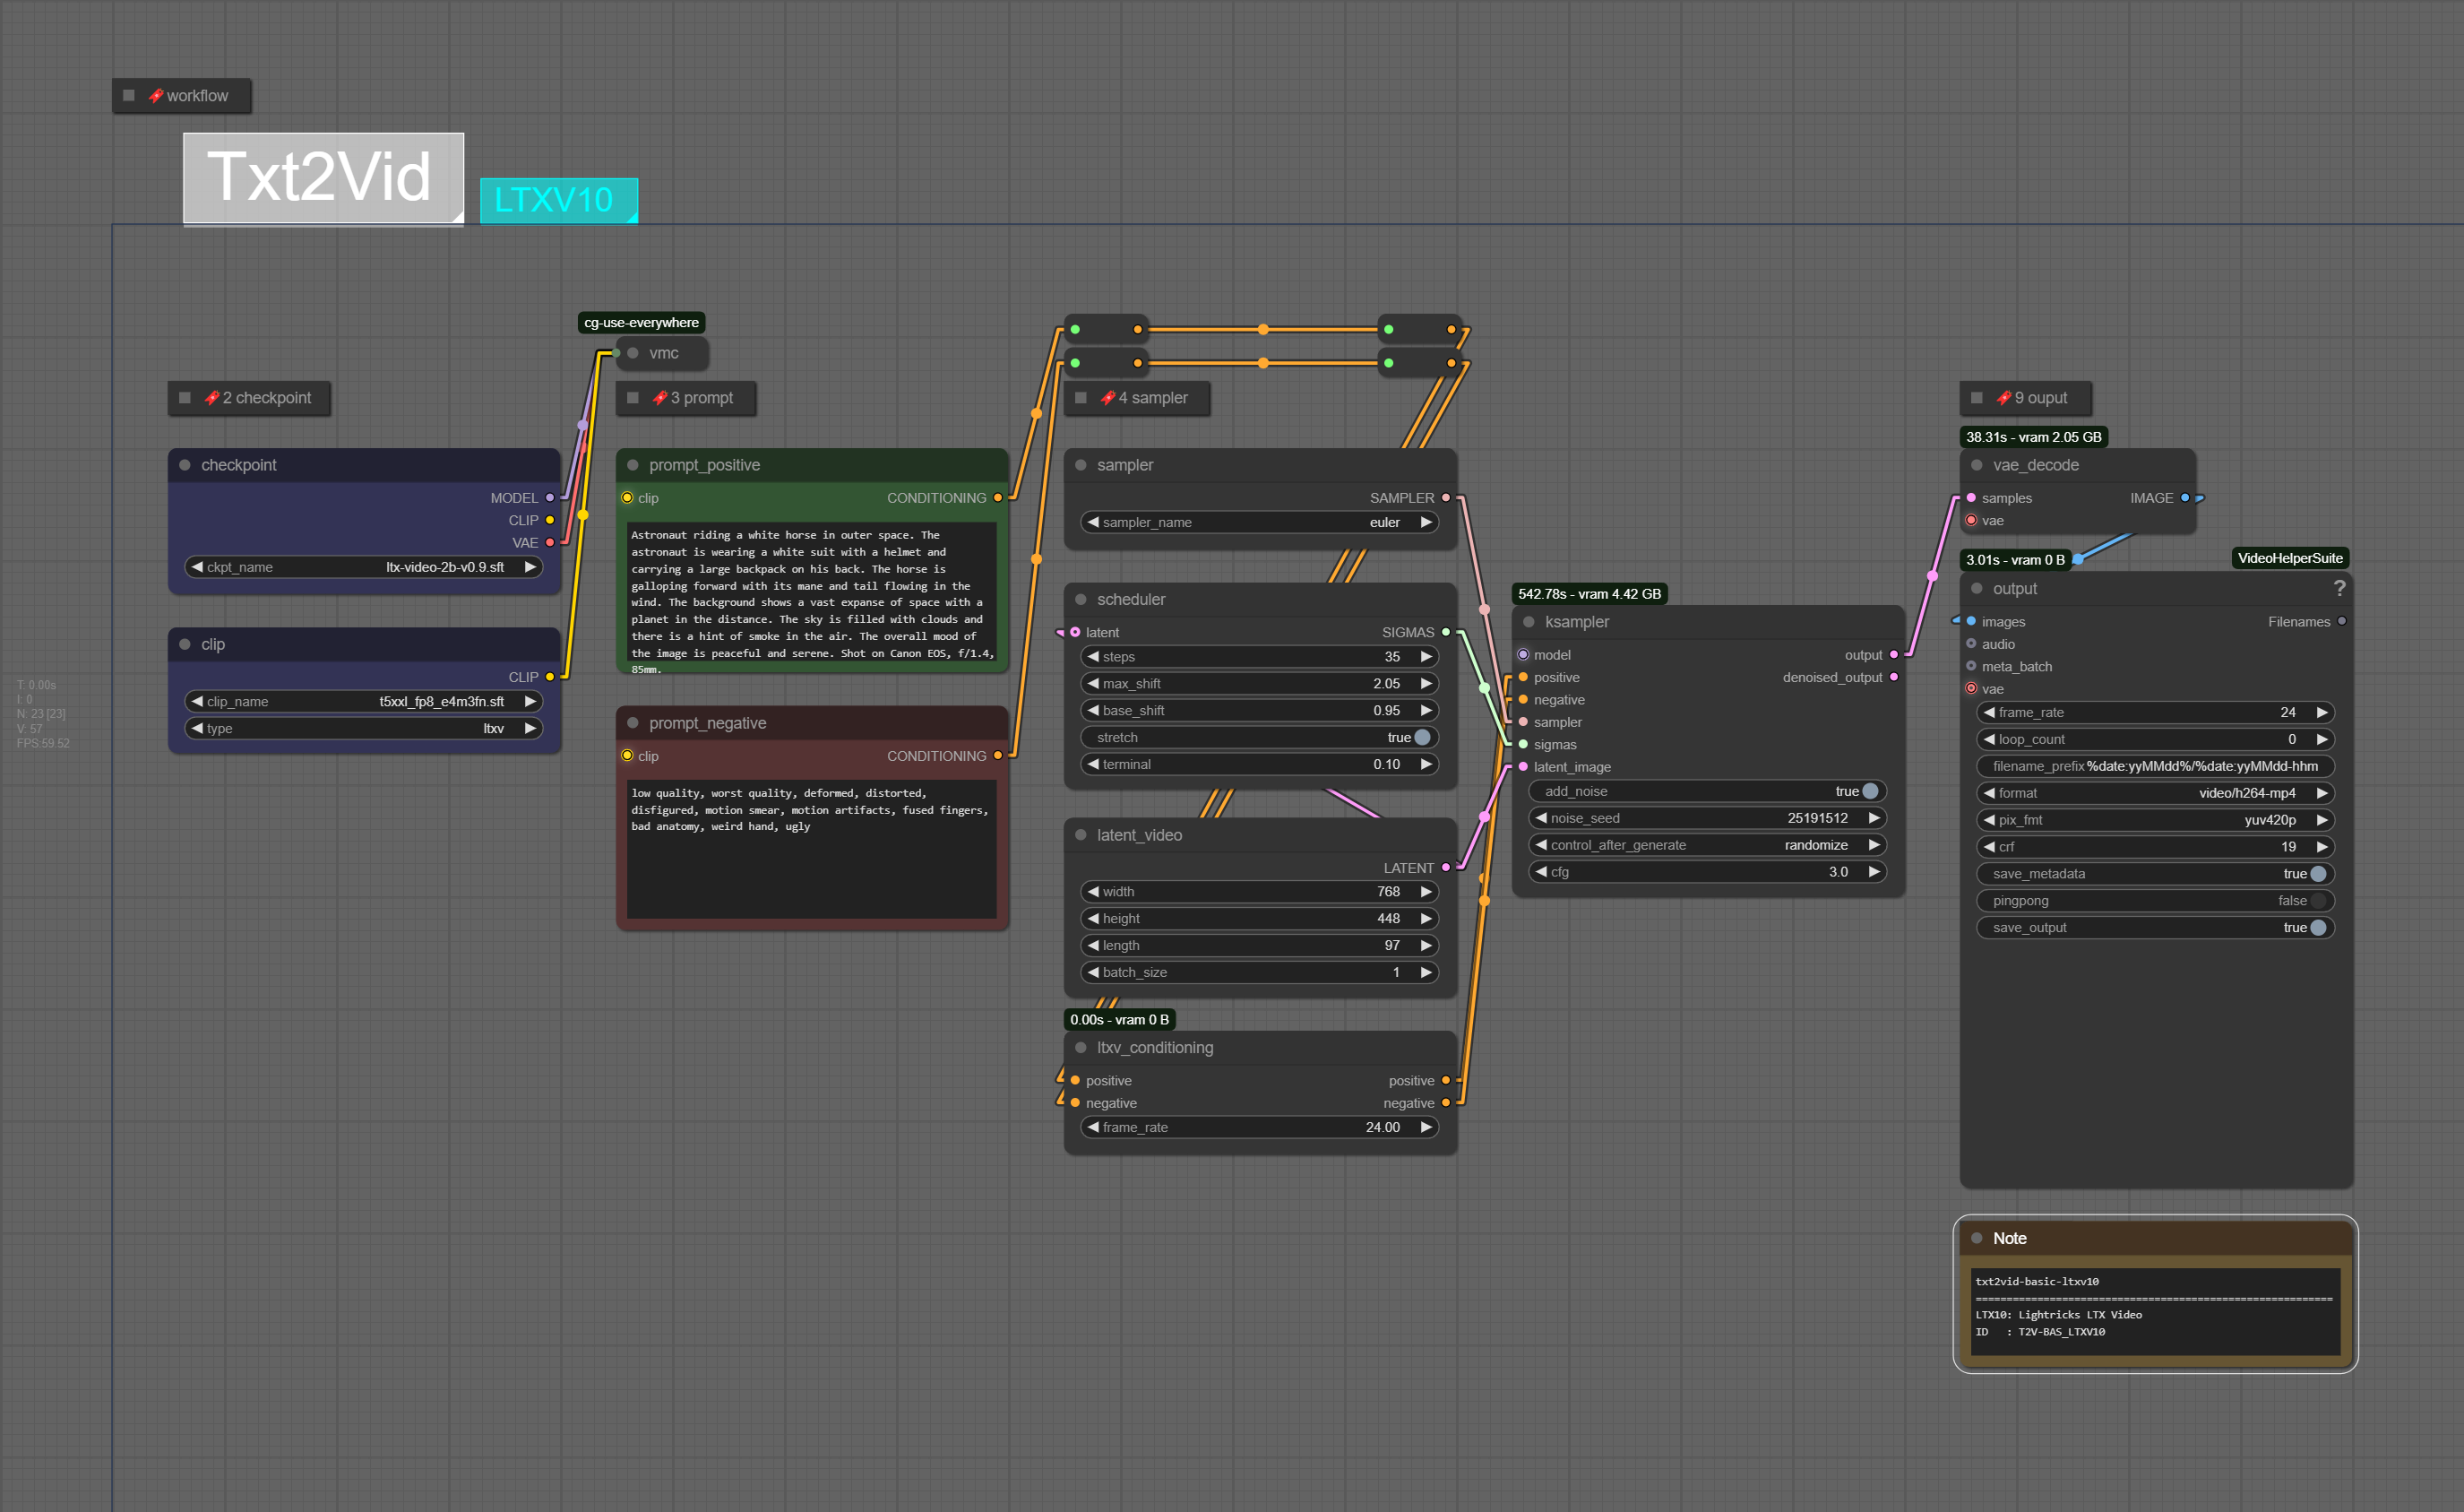 workflow
Txt2Vid
LTXV10
cg-use-everywhere
vmc
2 checkpoint
3 prompt
4 sampler
9 ouput
checkpoint
MODEL
CLIP
VAE
ckpt_name ltx-video-2b-v0.9.sft
clip
CLIP
clip_name t5xxl_fp8_e4m3fn.sft
type ltxv
T: 0.00s
I: 0
N: 23 [23]
V: 57
FPS:59.52
prompt_positive
clip CONDITIONING
Astronaut riding a white horse in outer space. The
astronaut is wearing a white suit with a helmet and
carrying a large backpack on his back. The horse is
galloping forward with its mane and tail flowing in the
wind. The background shows a vast expanse of space with a
planet in the distance. The sky is filled with clouds and
there is a hint of smoke in the air. The overall mood of
the image is peaceful and serene. Shot on Canon EOS, f/1.4,
85mm.
prompt_negative
clip CONDITIONING
low quality, worst quality, deformed, distorted,
disfigured, motion smear, motion artifacts, fused fingers,
bad anatomy, weird hand, ugly
sampler
SAMPLER
sampler_name euler
scheduler
latent SIGMAS
steps 35
max_shift 2.05
base_shift 0.95
stretch true
terminal 0.10
latent_video
LATENT
width 768
height 448
length 97
batch_size 1
0.00s - vram 0 B
ltxv_conditioning
positive positive
negative negative
frame_rate 24.00
542.78s - vram 4.42 GB
ksampler
model output
positive denoised_output
negative
sampler
sigmas
latent_image
add_noise true
noise_seed 25191512
control_after_generate randomize
cfg 3.0
38.31s - vram 2.05 GB
vae_decode
samples IMAGE
vae
3.01s - vram 0 B
VideoHelperSuite
output ?
images Filenames
audio
meta_batch
vae
frame_rate 24
loop_count 0
filename_prefix %date:yyMMdd%/%date:yyMMdd-hhm
format video/h264-mp4
pix_fmt yuv420p
crf 19
save_metadata true
pingpong false
save_output true
Note
txt2vid-basic-ltxv10
==========================================================
LTX10: Lightricks LTX Video
ID   : T2V-BAS_LTXV10